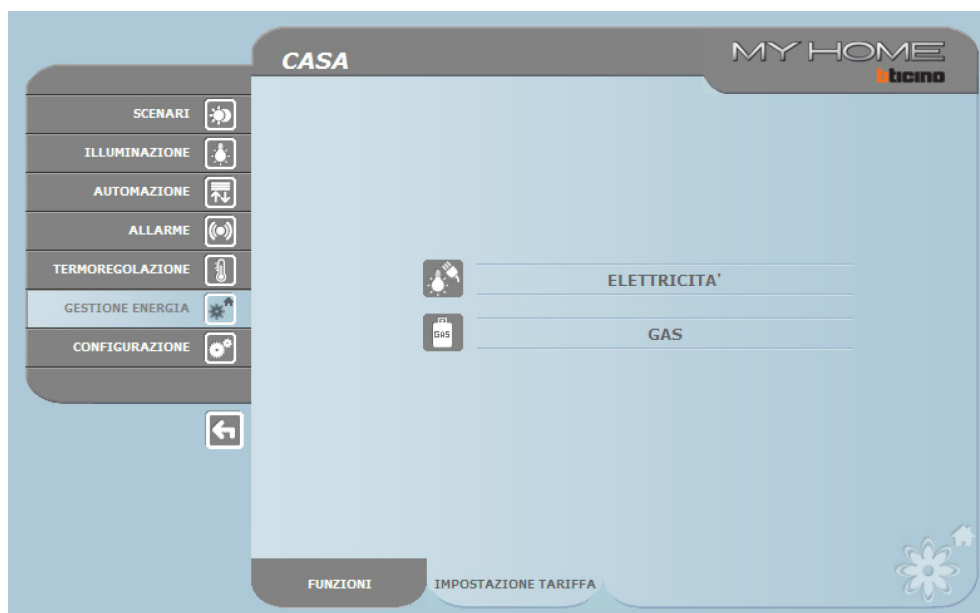 CASA
MY HOME
bticino
SCENARI
ILLUMINAZIONE
AUTOMAZIONE
ALLARME
TERMOREGOLAZIONE
GESTIONE ENERGIA
CONFIGURAZIONE
ELETTRICITA'
GAS
GAS
FUNZIONI
IMPOSTAZIONE TARIFFA